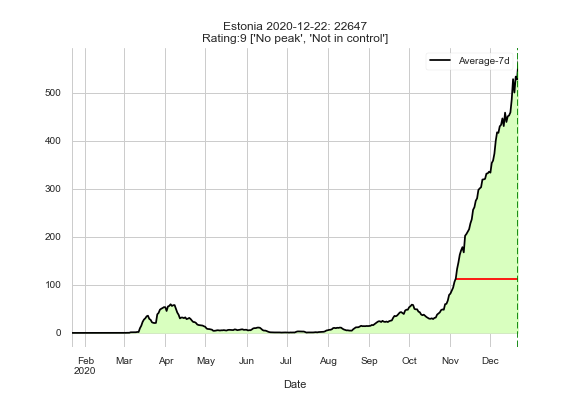 Estonia 2020-12-22: 22647
Rating:9 ['No peak', 'Not in control']
Average-7d
500
400
300
200
100
0
Feb Mar Apr May Jun Jul Aug Sep Oct Nov Dec
2020
Date